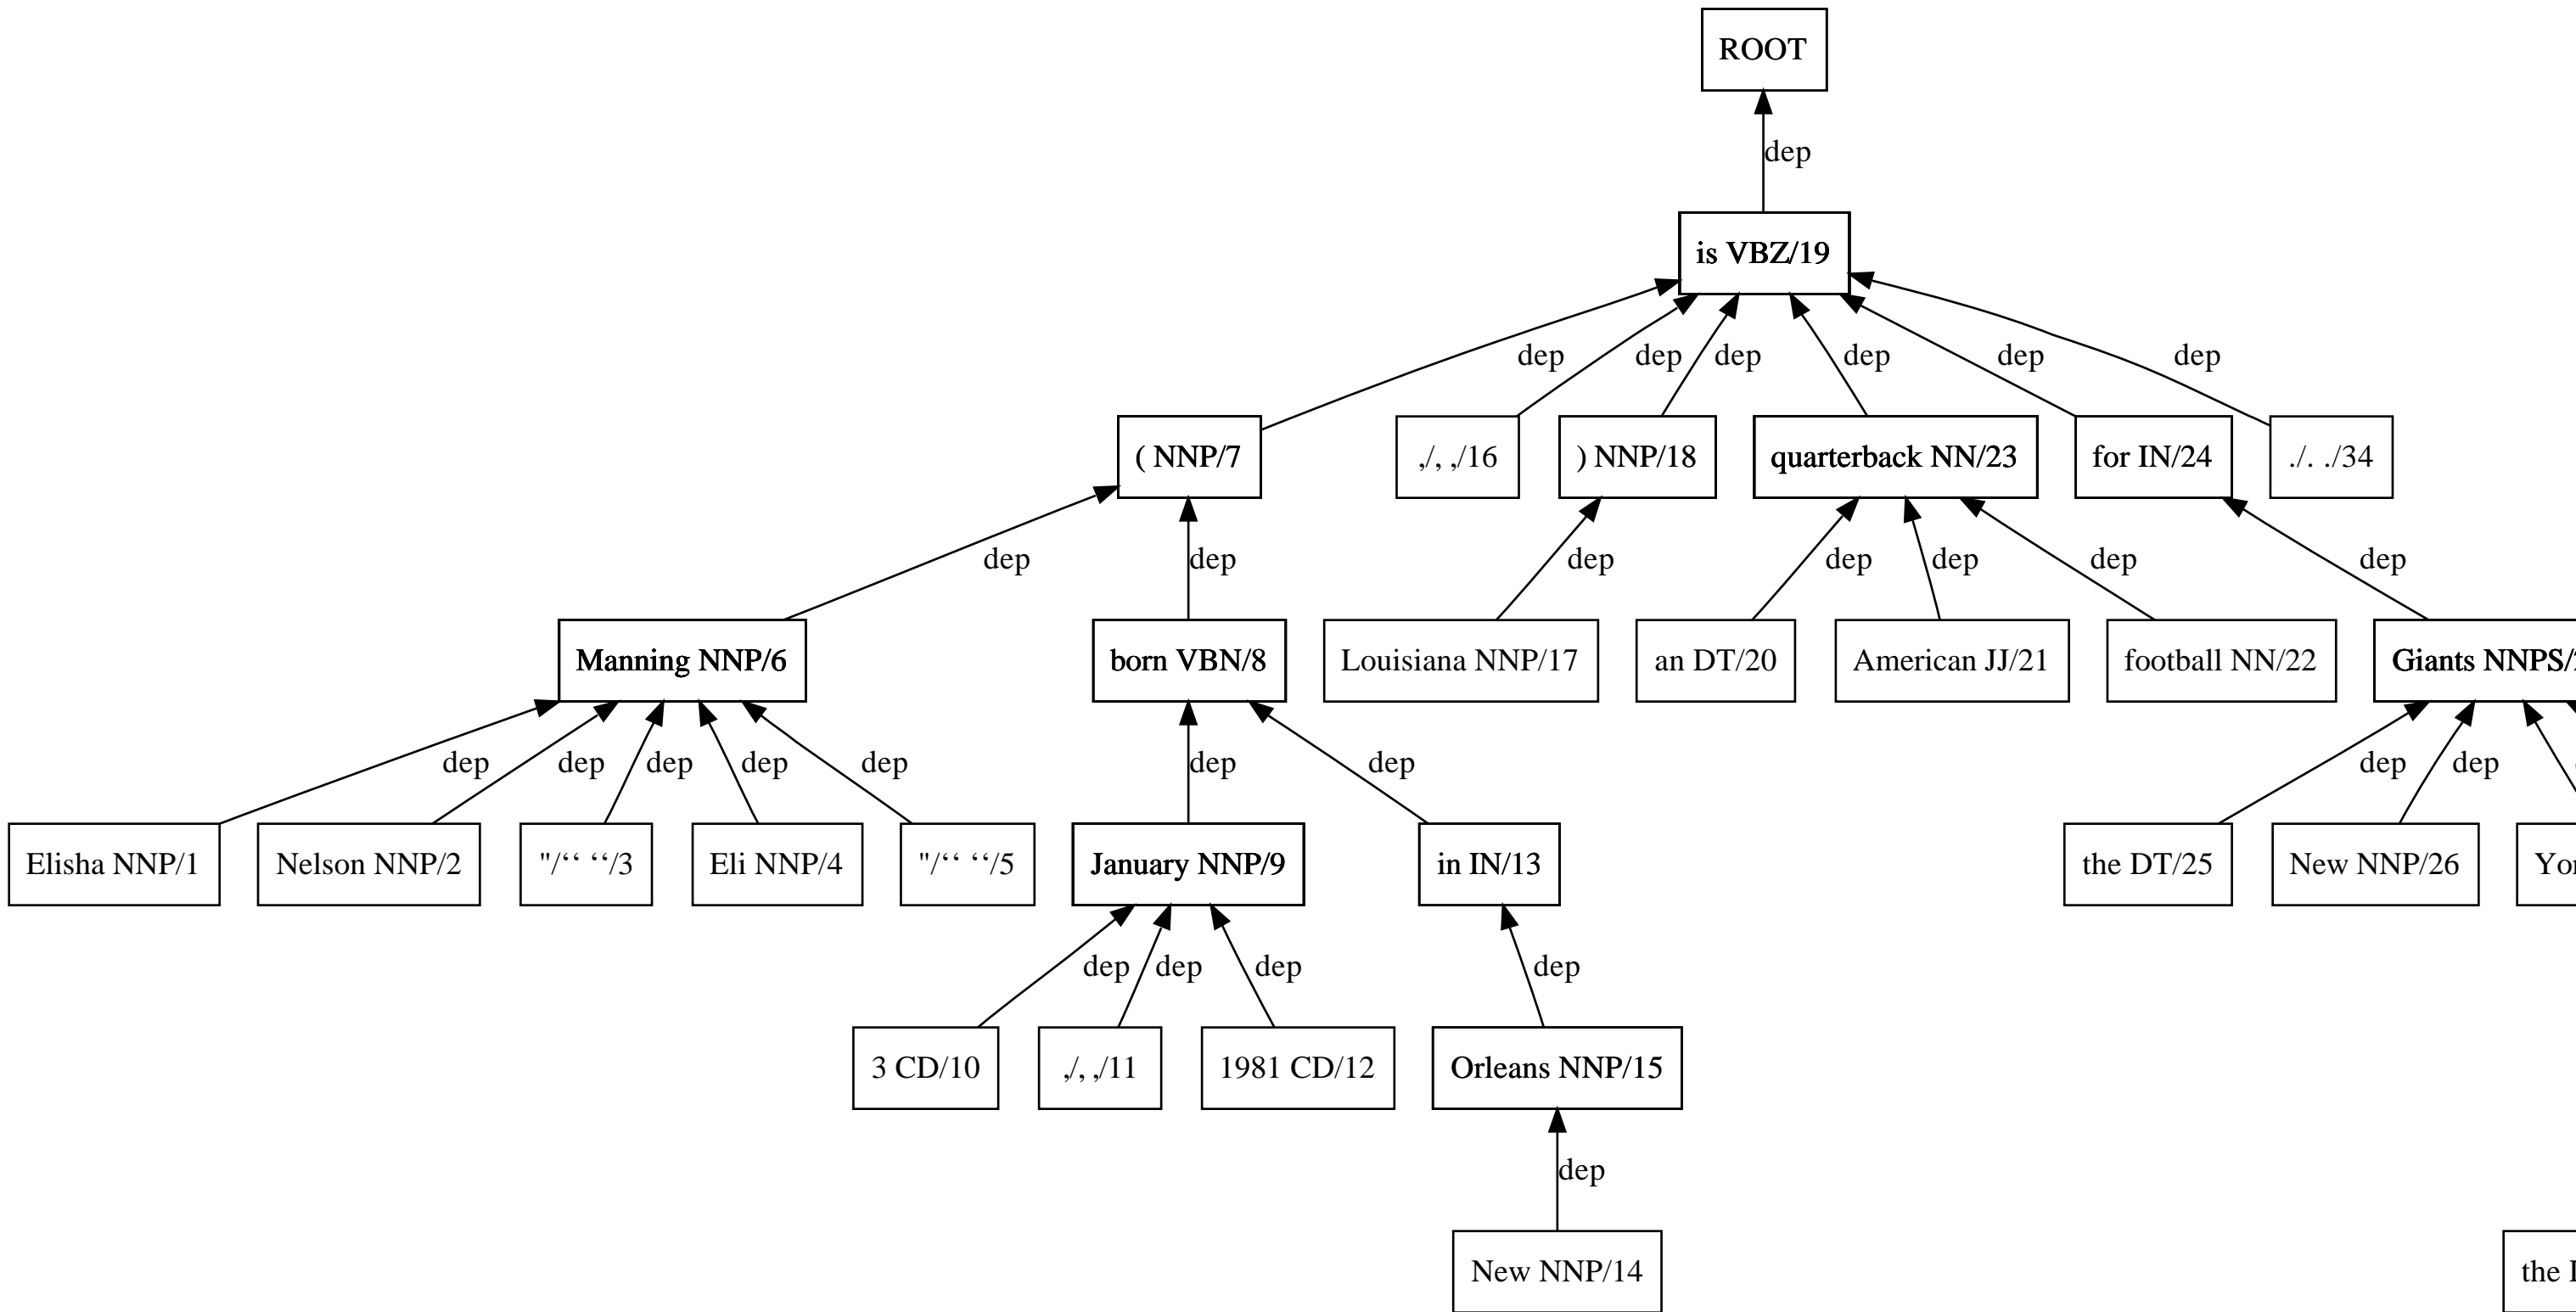 ROOT
dep
is VBZ/19
dep dep dep dep dep dep
( NNP/7 ,/, ,/16 ) NNP/18 quarterback NN/23 for IN/24 ./. ./34
dep dep dep dep dep dep dep
Manning NNP/6 born VBN/8 Louisiana NNP/17 an DT/20 American JJ/21 football NN/22 Giants NNPS/
dep dep dep dep dep dep dep dep dep
Elisha NNP/1 Nelson NNP/2 "/“ “/3 Eli NNP/4 "/“ “/5 January NNP/9 in IN/13 the DT/25 New NNP/26
dep dep dep dep
3 CD/10 ,/, ,/11 1981 CD/12 Orleans NNP/15
dep
New NNP/14 the